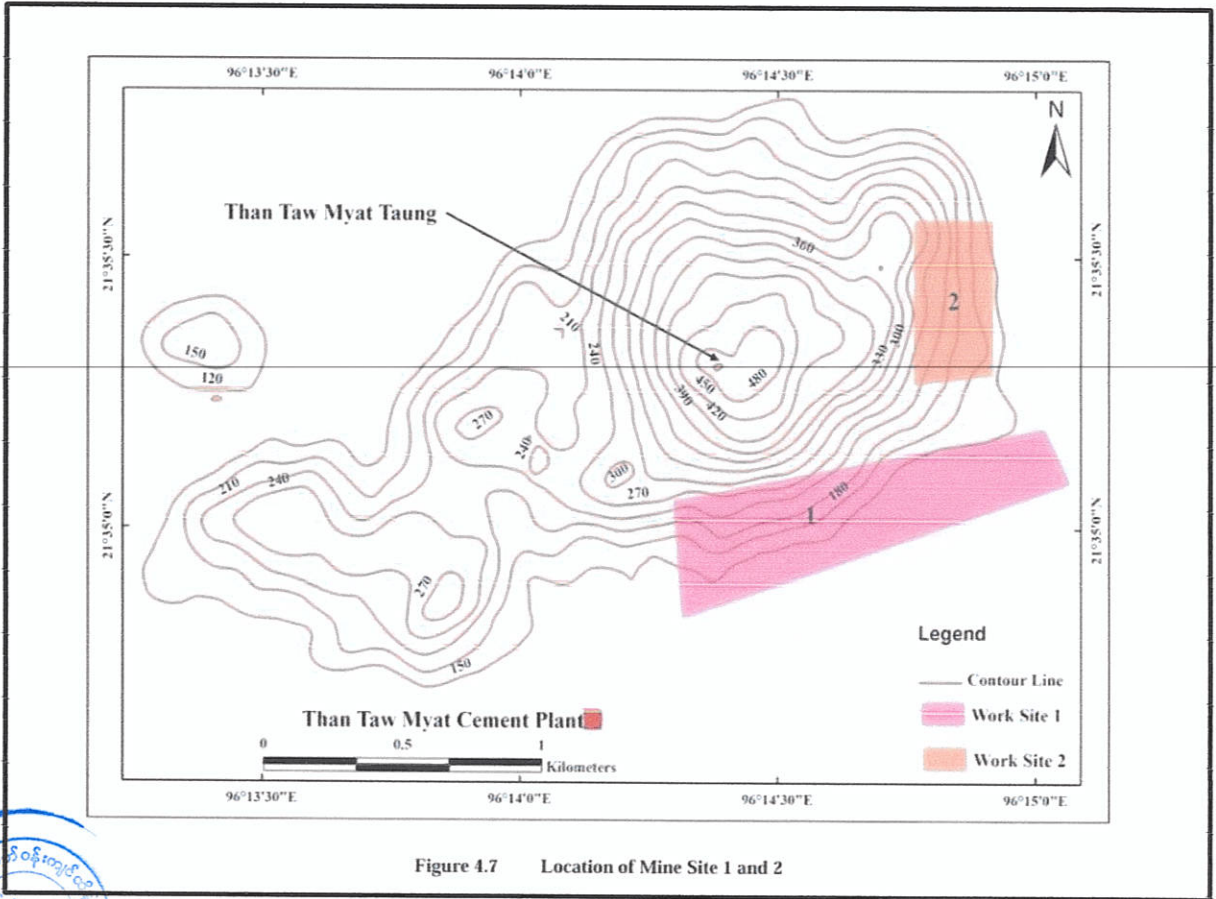 96°13'30"E 96°14'0"E 96°14'30"E 96°15'0"E
N
Than Taw Myat Taung
21°35'30"N
21°35'30"N
360
2
210
240
330
300
150
120
450
480
390
420
270
240
300
270
210
240
180
1
21°35'0"N
21°35'0"N
270
150
Legend
Contour Line
Work Site 1
Work Site 2
Than Taw Myat Cement Plant
0 0.5 1
Kilometers
96°13'30"E 96°14'0"E 96°14'30"E 96°15'0"E
Figure 4.7 Location of Mine Site 1 and 2